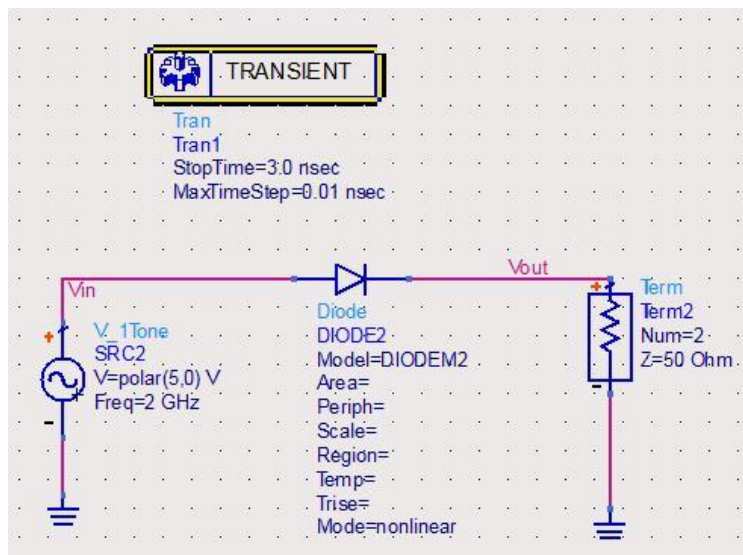 TRANSIENT
Tran
Tran1
StopTime=3.0 nsec
MaxTimeStep=0.01 nsec
Vin
Vout
V_1Tone
SRC2
V=polar(5,0) V
Freq=2 GHz
Diode
DIODE2
Model=DIODEM2
Area=
Periph=
Scale=
Region=
Temp=
Trise=
Mode=nonlinear
Term
Term2
Num=2
Z=50 Ohm